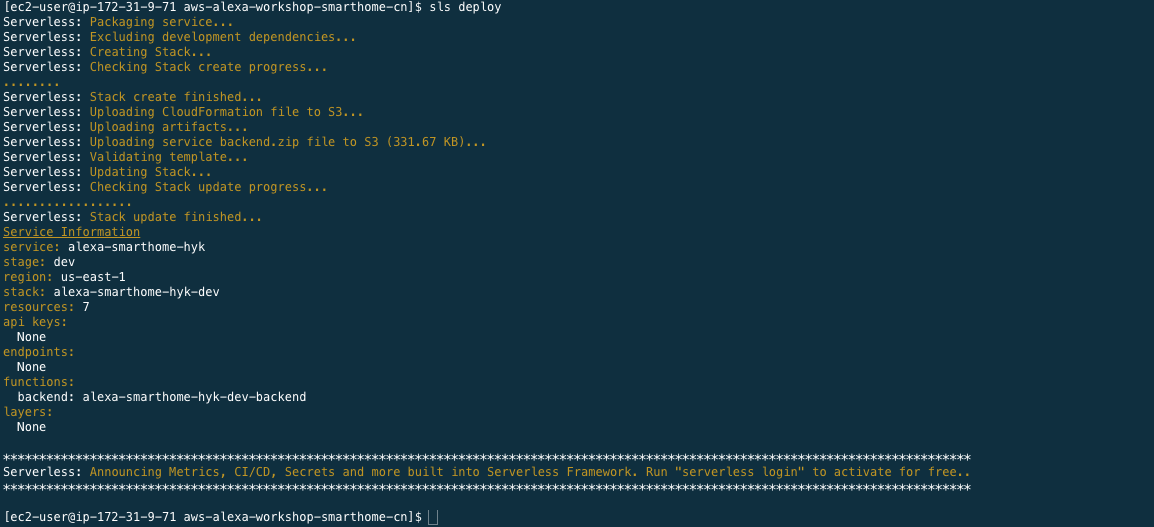 [ec2-user@ip-172-31-9-71 aws-alexa-workshop-smarthome-cn]$ sls deploy
Serverless: Packaging service...
Serverless: Excluding development dependencies...
Serverless: Creating Stack...
Serverless: Checking Stack create progress...
........
Serverless: Stack create finished...
Serverless: Uploading CloudFormation file to S3...
Serverless: Uploading artifacts...
Serverless: Uploading service backend.zip file to S3 (331.67 KB)...
Serverless: Validating template...
Serverless: Updating Stack...
Serverless: Checking Stack update progress...
..................
Serverless: Stack update finished...
Service Information
service: alexa-smarthome-hyk
stage: dev
region: us-east-1
stack: alexa-smarthome-hyk-dev
resources: 7
api keys:
  None
endpoints:
  None
functions:
  backend: alexa-smarthome-hyk-dev-backend
layers:
  None
**************************************************************************************************************************************
Serverless: Announcing Metrics, CI/CD, Secrets and more built into Serverless Framework. Run "serverless login" to activate for free..
**************************************************************************************************************************************
[ec2-user@ip-172-31-9-71 aws-alexa-workshop-smarthome-cn]$